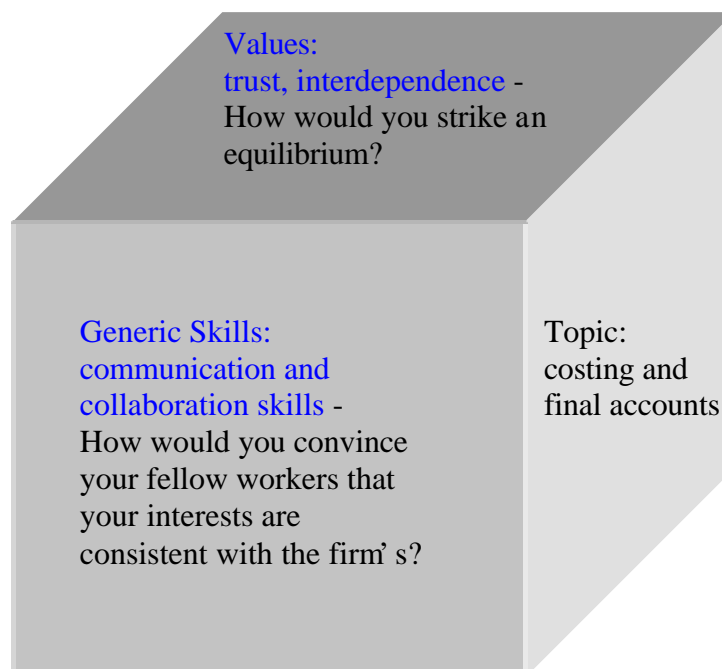 Values:
trust, interdependence -
How would you strike an
equilibrium?
Generic Skills:
communication and
collaboration skills -
How would you convince
your fellow workers that
your interests are
consistent with the firm’ s?
Topic:
costing and
final accounts